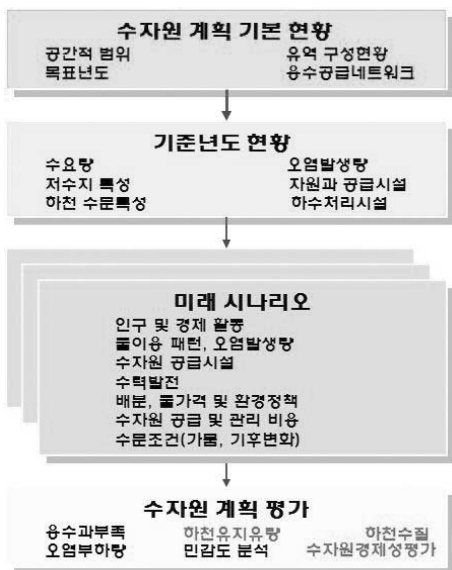 수자원 계획 기본 현황
공간적 범위 유역 구성현황
목표년도 용수공급네트워크
기준년도 현황
수요량 오염발생량
저수지 특성 자원과 공급시설
하천 수문특성 하수처리시설
미래 시나리오
인구 및 경제 활동
물이용 패턴, 오염발생량
수자원 공급시설
수력발전
배분, 물가격 및 환경정책
수자원 공급 및 관리 비용
수문조건(가뭄, 기후변화)
수자원 계획 평가
용수과부족 하천유지유량 하천수질
오염부하량 민감도 분석 수자원경제성평가